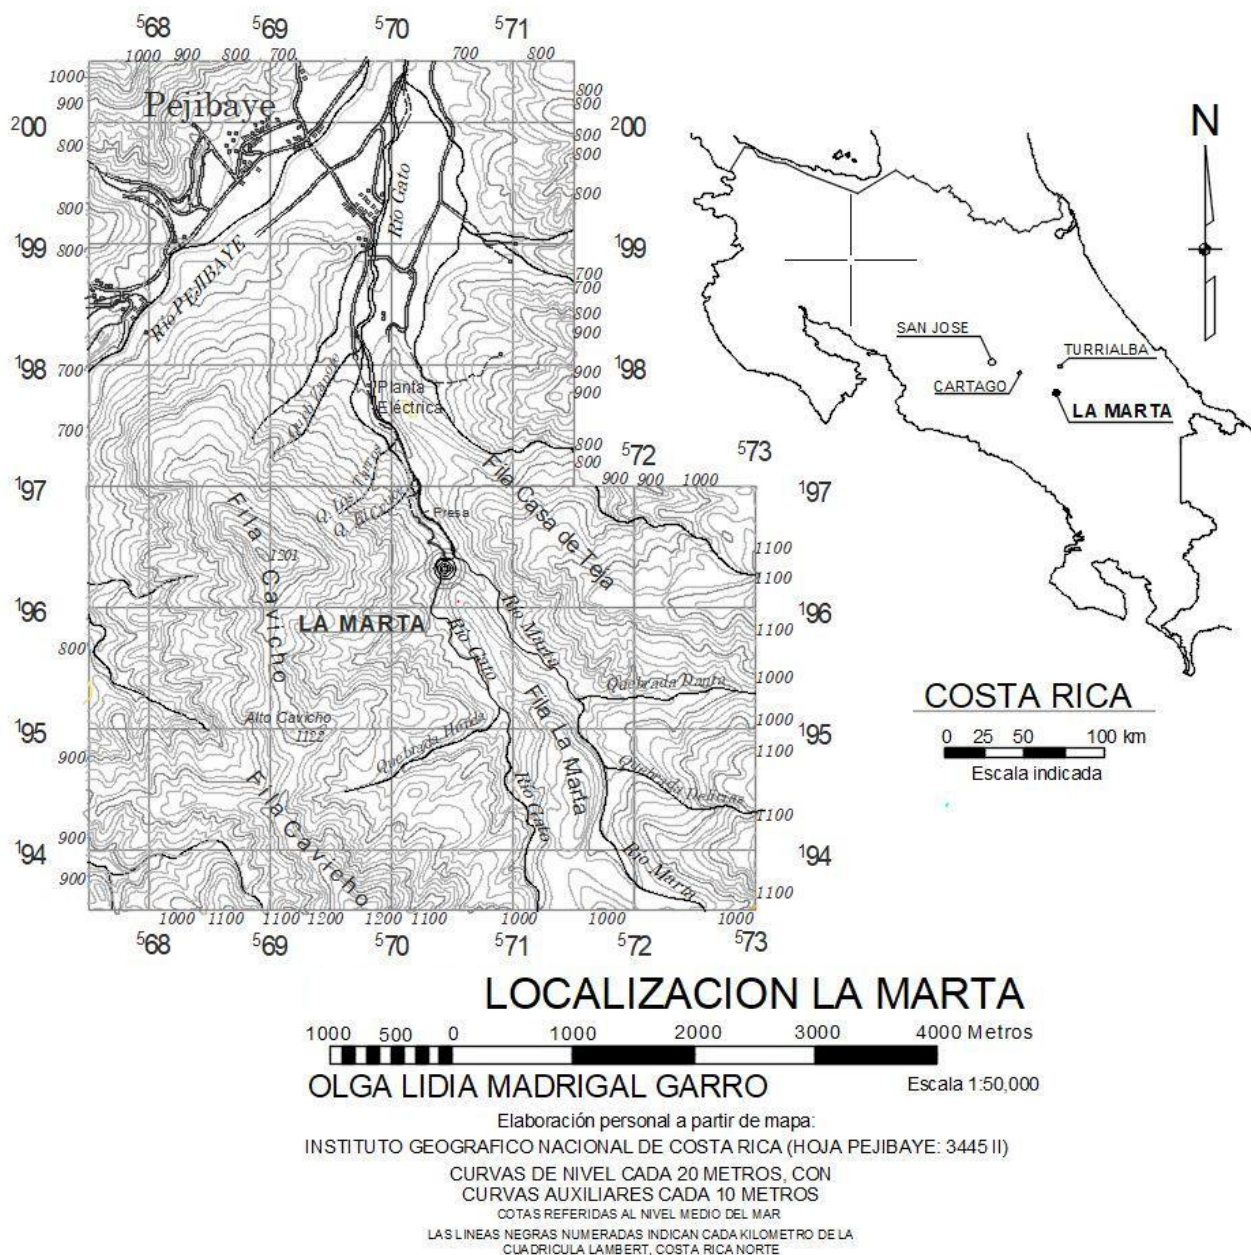 568 569 570 571
1000 900 800 700 700 800
1000
900
800
800
800
700
700
800
900
900
900
800
800
800
800
700
700
800
900
900
900
800
800
Pejibaye
200
200
199
199
198
198
197
197
196
196
195
195
194
194
Río Gato
Río PEJIBAYE
Planta
Eléctrica
572 573
900 900 1000
Fila Casa de Teja
Q. Los Tarros
Presa
Fila Cavicho
1301
1100
1100
1100
1000
1000
1100
1100
1100
LA MARTA
Río Gato
Río Marta
Quebrada Danta
Fila La Marta
Alto Cavicho
1122
Quebrada Honda
Quebrada Delicias
Fila Cavicho
Río Gato
Río Marta
1000 1100 1100 1200 1200 1100 1000 1000 1000
568 569 570 571 572 573
N
SAN JOSE
TURRIALBA
CARTAGO
LA MARTA
COSTA RICA
0 25 50 100 km
Escala indicada
LOCALIZACION LA MARTA
1000 500 0 1000 2000 3000 4000 Metros
OLGA LIDIA MADRIGAL GARRO
Escala 1:50,000
Elaboración personal a partir de mapa:
INSTITUTO GEOGRAFICO NACIONAL DE COSTA RICA (HOJA PEJIBAYE: 3445 II)
CURVAS DE NIVEL CADA 20 METROS, CON
CURVAS AUXILIARES CADA 10 METROS
COTAS REFERIDAS AL NIVEL MEDIO DEL MAR
LAS LINEAS NEGRAS NUMERADAS INDICAN CADA KILOMETRO DE LA
CUADRICULA LAMBERT, COSTA RICA NORTE